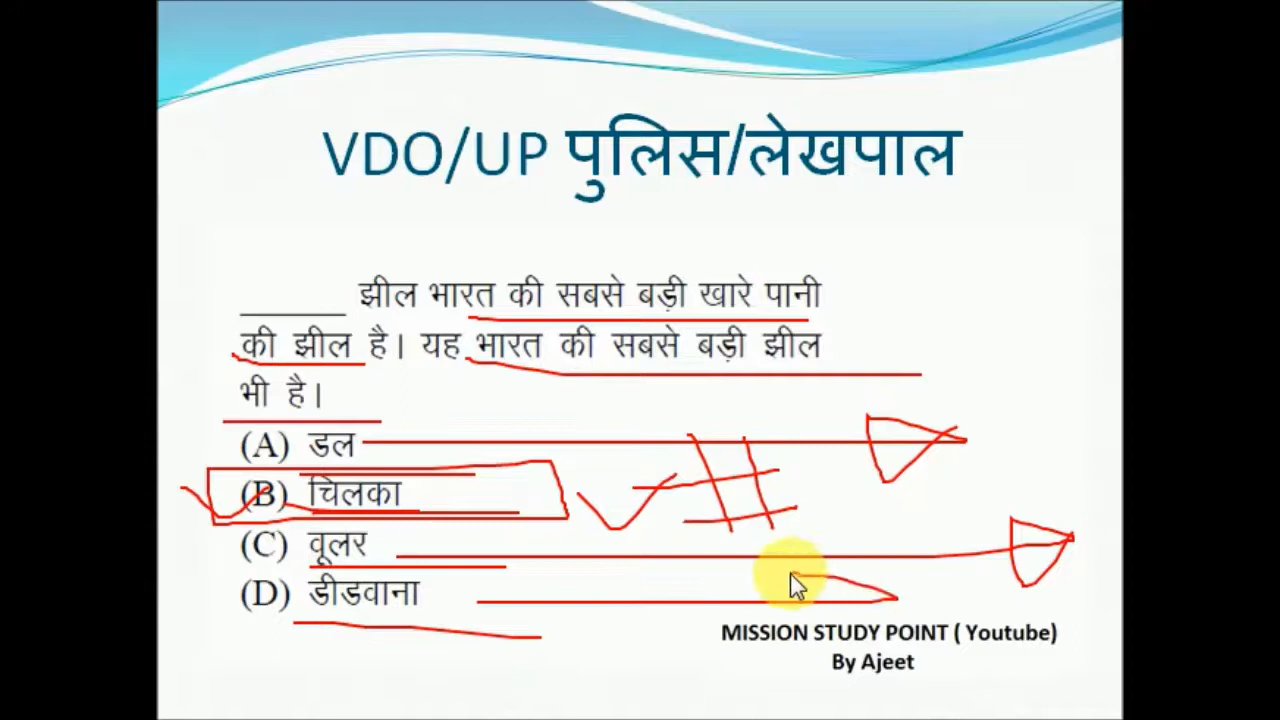 VDO/UP पुलिस/लेखपाल
______ झील भारत की सबसे बड़ी खारे पानी
की झील है। यह भारत की सबसे बड़ी झील
भी है।
(A) डल
(B) चिलका
(C) वूलर
(D) डीडवाना
MISSION STUDY POINT ( Youtube)
By Ajeet